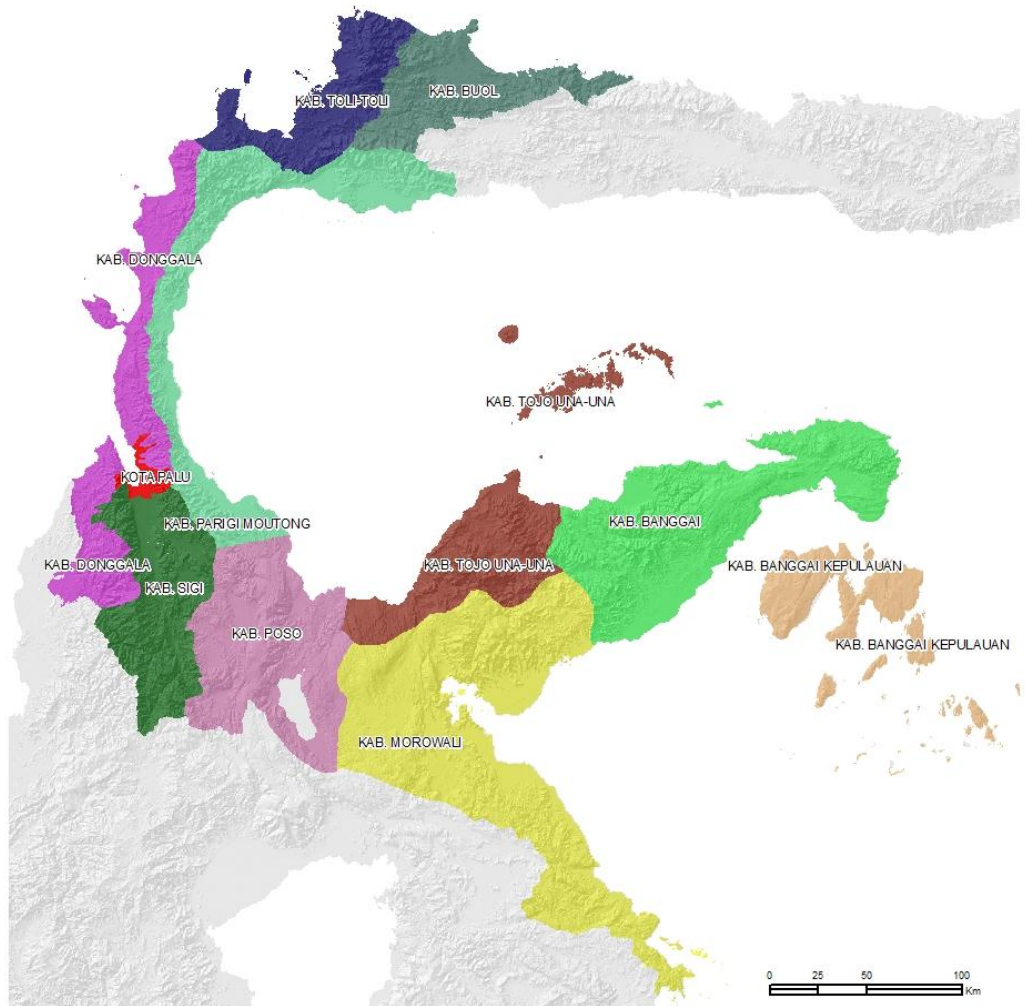 KAB. TOLI-TOLI
KAB. BUOL
KAB. DONGGALA
KAB. TOJO UNA-UNA
KOTA PALU
KAB. PARIGI MOUTONG
KAB. BANGGAI
KAB. DONGGALA
KAB. SIGI
KAB. TOJO UNA-UNA
KAB. BANGGAI KEPULAUAN
KAB. POSO
KAB. BANGGAI KEPULAUAN
KAB. MOROWALI
0 25 50 100
Km